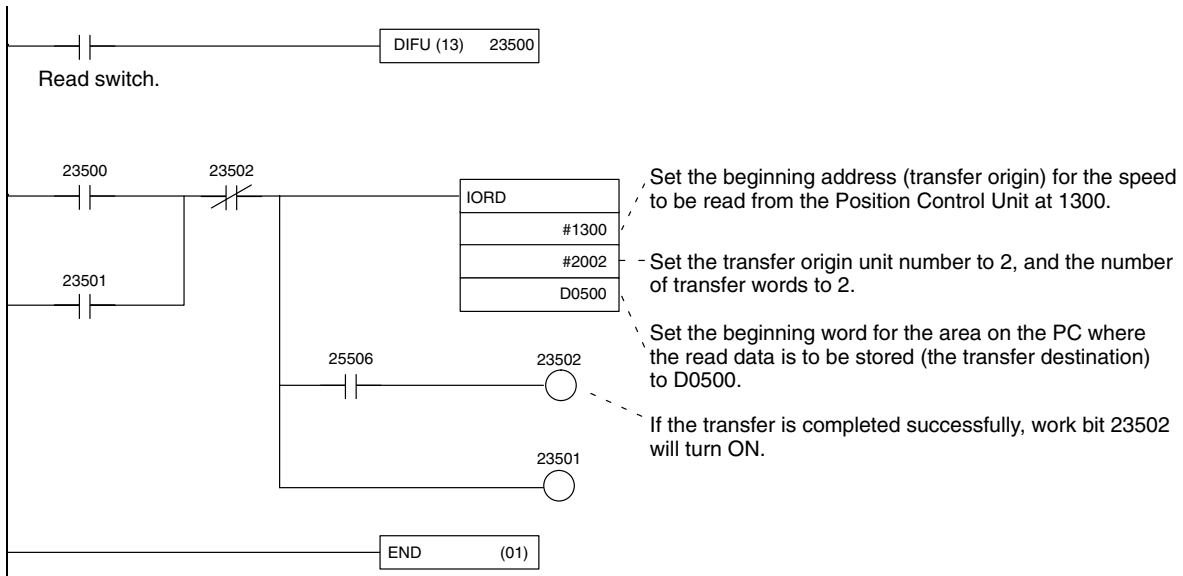 DIFU (13) 23500
Read switch.
23500
23502
IORD
#1300
#2002
D0500
Set the beginning address (transfer origin) for the speed
to be read from the Position Control Unit at 1300.
Set the transfer origin unit number to 2, and the number
of transfer words to 2.
23501
Set the beginning word for the area on the PC where
the read data is to be stored (the transfer destination)
to D0500.
25506
23502
If the transfer is completed successfully, work bit 23502
will turn ON.
23501
END (01)